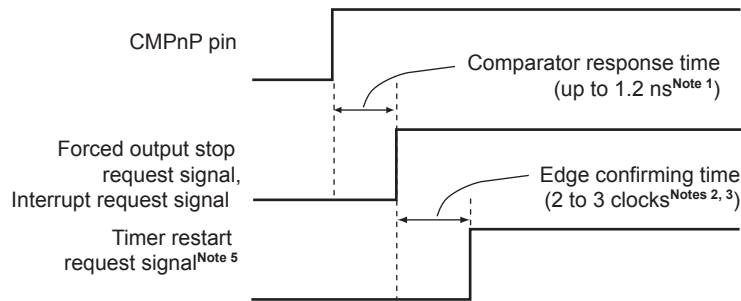 CMPnP pin
Comparator response time
(up to 1.2 nsNote 1)
Forced output stop
request signal,
Interrupt request signal
Edge confirming time
(2 to 3 clocksNotes 2, 3)
Timer restart
request signalNote 5